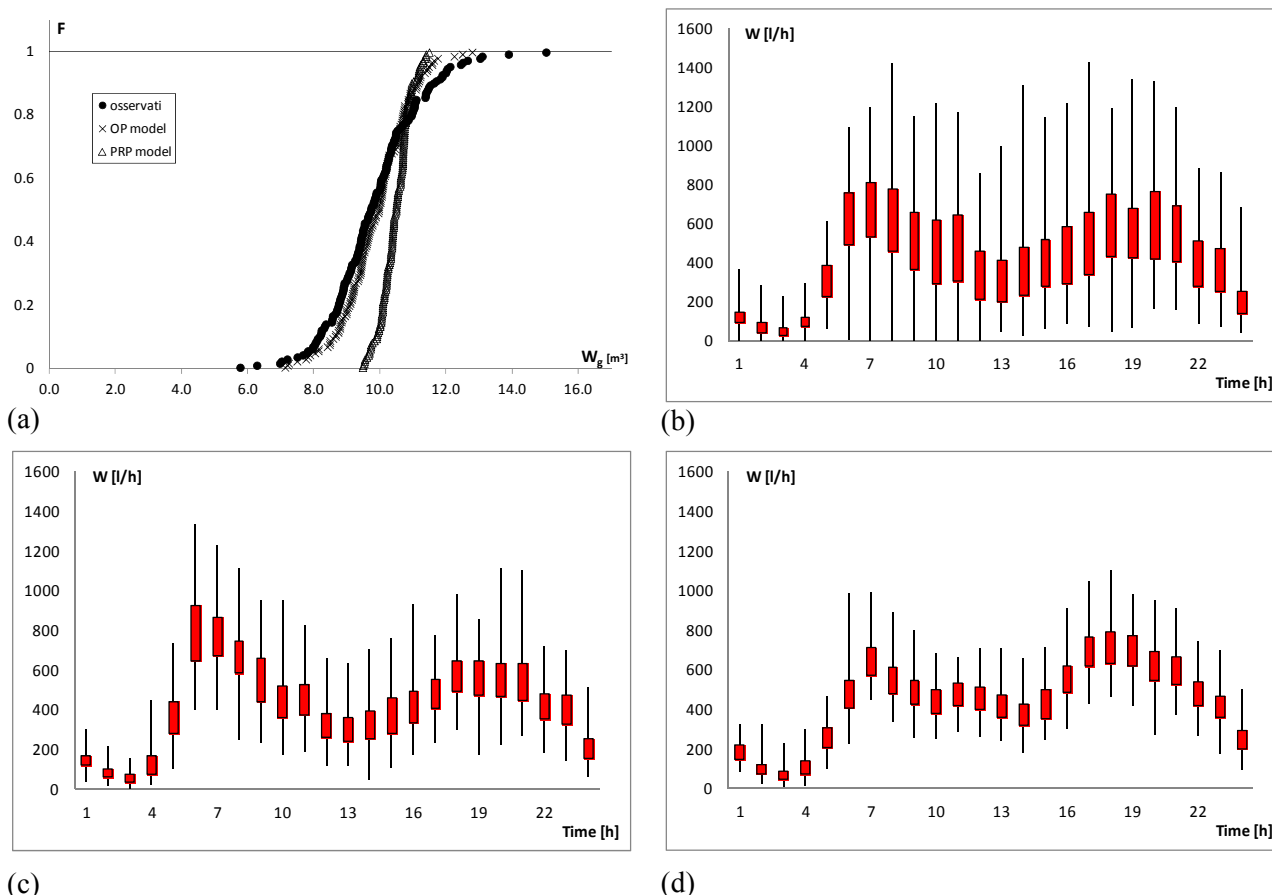 F
1
0.8
0.6
0.4
0.2
0
osservati
OP model
PRP model
W_g [m³]
0.0 2.0 4.0 6.0 8.0 10.0 12.0 14.0 16.0
(a)
W [l/h]
1600
1400
1200
1000
800
600
400
200
0
1 4 7 10 13 16 19 22
Time [h]
(b)
W [l/h]
1600
1400
1200
1000
800
600
400
200
0
1 4 7 10 13 16 19 22
Time [h]
(c)
W [l/h]
1600
1400
1200
1000
800
600
400
200
0
1 4 7 10 13 16 19 22
Time [h]
(d)